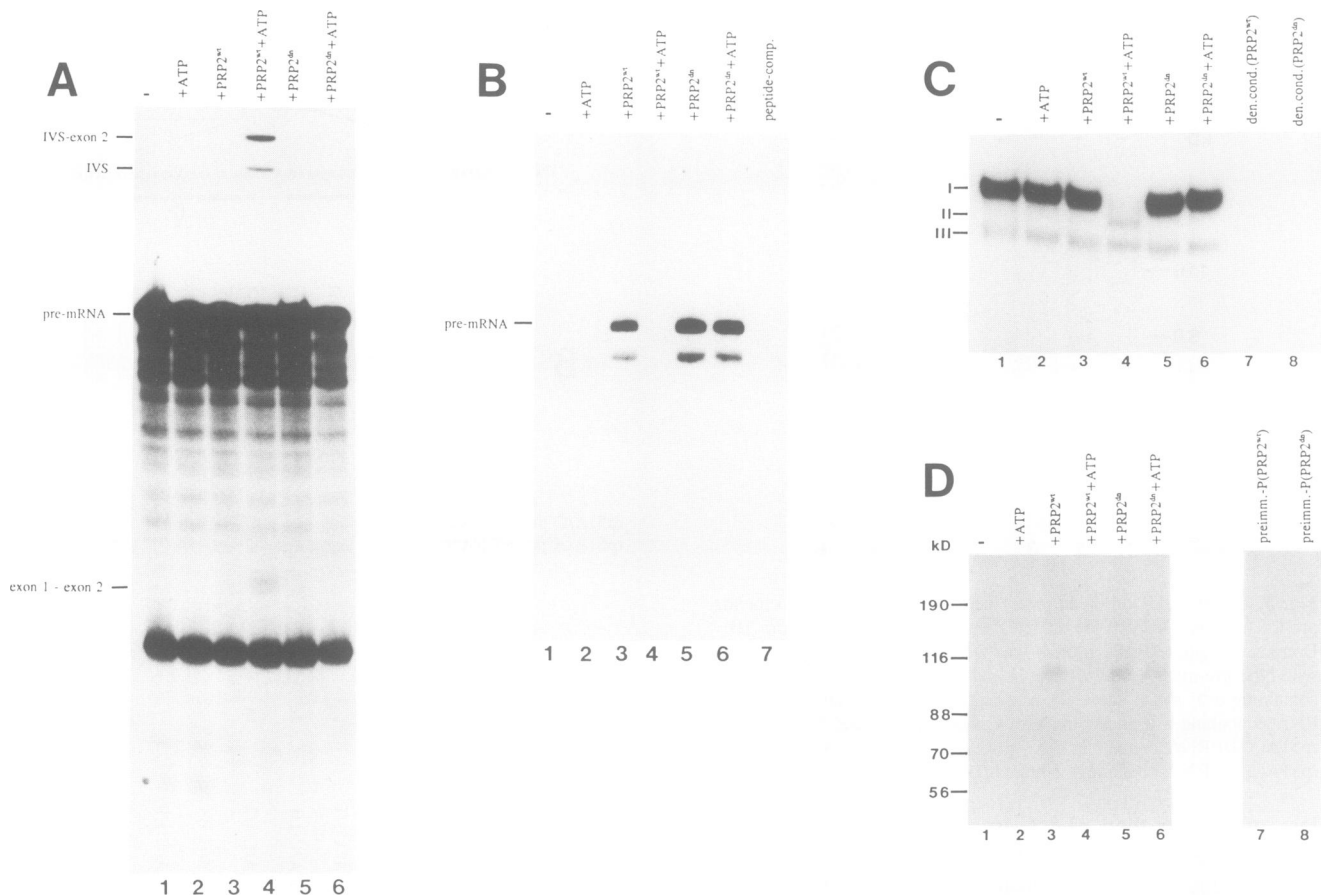 A
-
+ATP
+PRP2wt
+PRP2wt+ATP
+PRP2dn
+PRP2dn+ATP
IVS-exon 2
IVS
pre-mRNA
exon 1 - exon 2
1 2 3 4 5 6
B
-
+ATP
+PRP2wt
+PRP2wt+ATP
+PRP2dn
+PRP2dn+ATP
peptide-comp.
pre-mRNA
1 2 3 4 5 6 7
C
-
+ATP
+PRP2wt
+PRP2wt+ATP
+PRP2dn
+PRP2dn+ATP
den.cond.(PRP2wt)
den.cond.(PRP2dn)
I
II
III
1 2 3 4 5 6 7 8
D
-
+ATP
+PRP2wt
+PRP2wt+ATP
+PRP2dn
+PRP2dn+ATP
preimm.-P(PRP2wt)
preimm.-P(PRP2dn)
kD
190
116
88
70
56
1 2 3 4 5 6 7 8